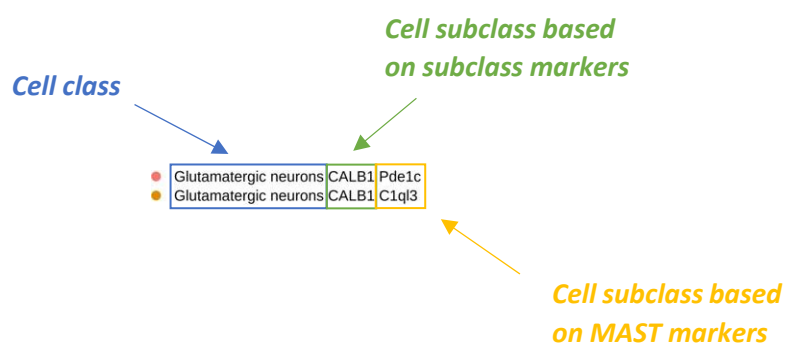 Cell subclass based
on subclass markers
Cell class
Glutamatergic neurons CALB1 Pde1c
Glutamatergic neurons CALB1 C1ql3
Cell subclass based
on MAST markers